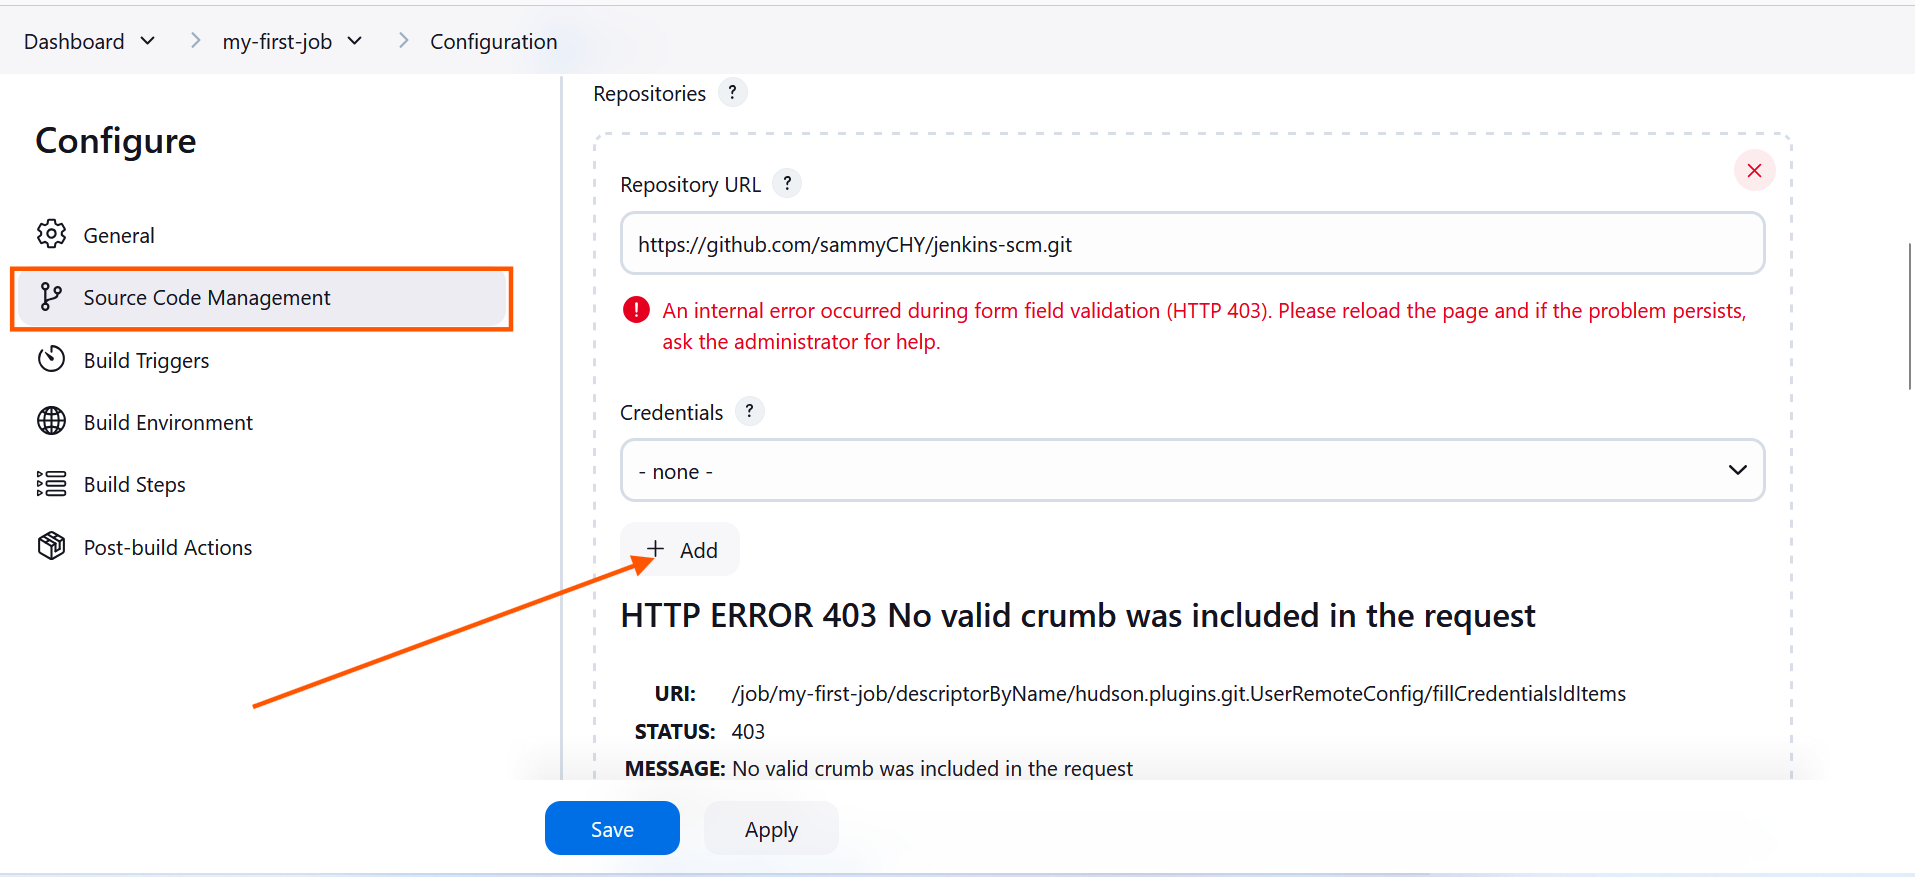 Dashboard > my-first-job > Configuration
Configure
General
Source Code Management
Build Triggers
Build Environment
Build Steps
Post-build Actions
Repositories ?
Repository URL ?
https://github.com/sammyCHY/jenkins-scm.git
An internal error occurred during form field validation (HTTP 403). Please reload the page and if the problem persists,
ask the administrator for help.
Credentials ?
- none -
+ Add
HTTP ERROR 403 No valid crumb was included in the request
URI: /job/my-first-job/descriptorByName/hudson.plugins.git.UserRemoteConfig/fillCredentialsIdItems
STATUS: 403
MESSAGE: No valid crumb was included in the request
Save Apply